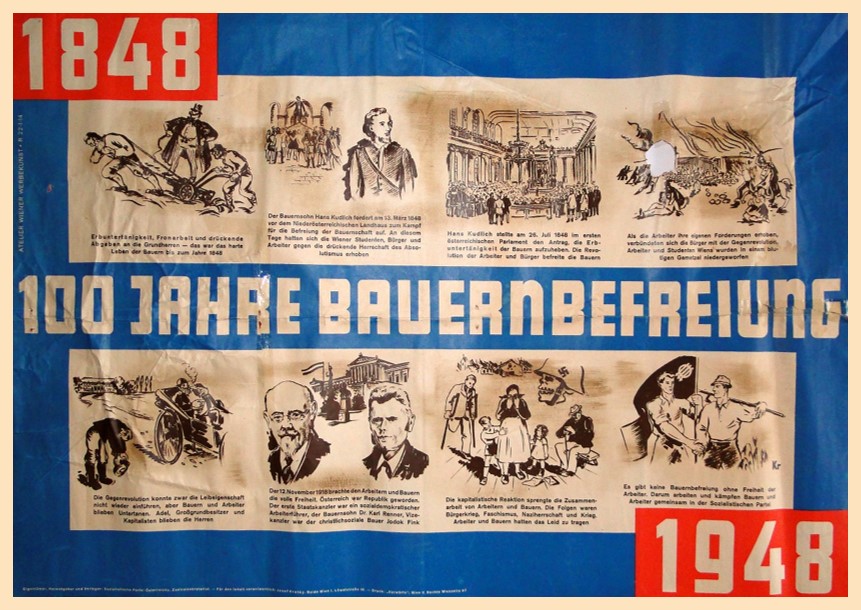 1848
ATELIER WIENER WERBEKUNST • R
Erbuntertänigkeit, Fronarbeit und drückende
Abgaben an die Grundherren — das war das harte
Leben der Bauern bis zum Jahre 1848
Der Bauernsohn Hans Kudlich fordert am 13. März 1848
vor dem Niederösterreichischen Landhaus zum Kampf
für die Befreiung der Bauernschaft auf. An diesem
Tage hatten sich die Wiener Studenten, Bürger und
Arbeiter gegen die drückende Herrschaft des Abso-
lutismus erhoben
Hans Kudlich stellte am 26. Juli 1848 im ersten
österreichischen Parlament den Antrag, die Erb-
untertänigkeit der Bauern aufzuheben. Die Revo-
lution der Arbeiter und Bürger befreite die Bauern
Als die Arbeiter ihre eigenen Forderungen erhoben,
verbündeten sich die Bürger mit der Gegenrevolution,
Arbeiter und Studenten Wiens wurden in einem blu-
tigen Gemetzel niedergeworfen
100 JAHRE BAUERNBEFREIUNG
Die Gegenrevolution konnte zwar die Leibeigenschaft
nicht wieder einführen, aber Bauern und Arbeiter
blieben Untertanen. Adel, Großgrundbesitzer und
Kapitalisten blieben die Herren
Der 12. November 1918 brachte den Arbeitern und Bauern
die volle Freiheit. Österreich war Republik geworden.
Der erste Staatskanzler war ein sozialdemokratischer
Arbeiterführer, der Bauernsohn Dr. Karl Renner, Vize-
kanzler war der christlichsoziale Bauer Jodok Fink
Die kapitalistische Reaktion sprengte die Zusammen-
arbeit von Arbeitern und Bauern. Die Folgen waren
Bürgerkrieg, Faschismus, Naziherrschaft und Krieg.
Arbeiter und Bauern hatten das Leid zu tragen
Kr
Es gibt keine Bauernbefreiung ohne Freiheit der
Arbeiter. Darum arbeiten und kämpfen Bauern und
Arbeiter gemeinsam in der Sozialistischen Partei
1948
Eigentümer, Herausgeber und Verleger: Sozialistische Partei Österreichs, — Für den Inhalt verantwortlich: